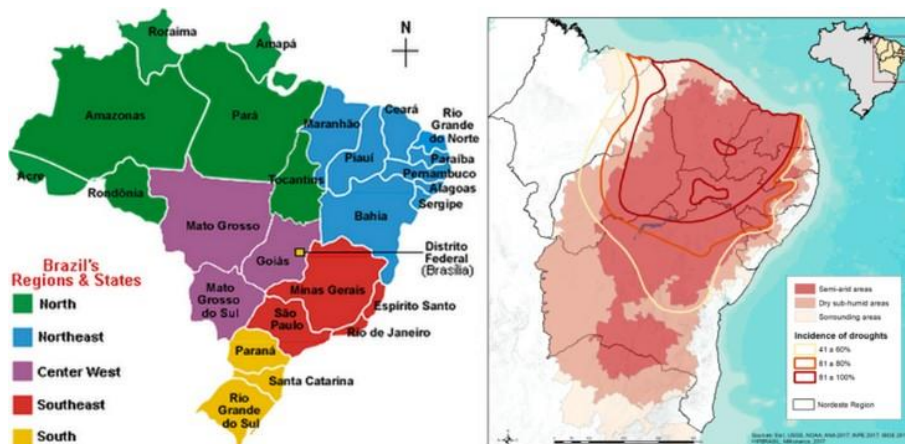 Roraima
Amapá
N
Amazonas
Pará
Maranhão
Ceará
Rio
Grande
do Norte
Piauí
Paraíba
Pernambuco
Acre
Rondônia
Tocantins
Alagoas
Sergipe
Bahia
Mato Grosso
Distrito
Federal
(Brasília)
Goiás
Brazil's
Regions & States
Mato
Grosso
do Sul
Minas Gerais
Espírito Santo
São
Paulo
Rio de Janeiro
Paraná
Santa Catarina
Rio
Grande
do Sul
North
Northeast
Center West
Southeast
South
Semi-arid areas
Dry sub-humid areas
Sorrounding areas
Incidence of droughts
41 a 60%
61 a 80%
81 a 100%
Nordeste Region